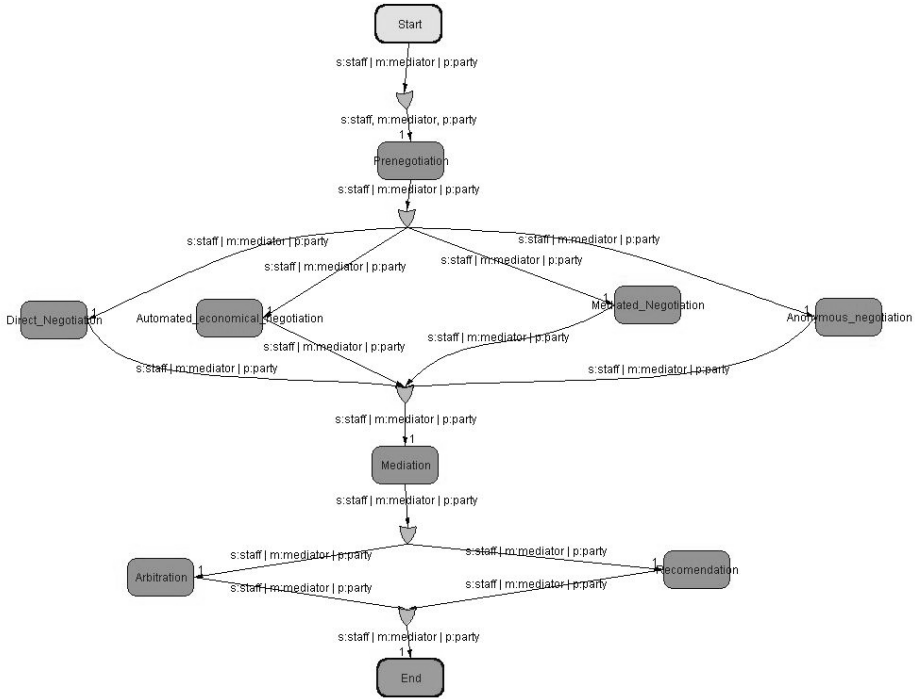 Start
s:staff | m:mediator | p:party
s:staff, m:mediator, p:party
1
Prenegotiation
s:staff | m:mediator | p:party
s:staff | m:mediator | p:party
s:staff | m:mediator | p:party
s:staff | m:mediator | p:party
s:staff | m:mediator | p:party
1
Direct_Negotiation
1
Automated_economical_negotiation
1
Mediated_Negotiation
1
Anonymous_negotiation
s:staff | m:mediator | p:party
s:staff | m:mediator | p:party
s:staff | m:mediator | p:party
s:staff | m:mediator | p:party
s:staff | m:mediator | p:party
1
Mediation
s:staff | m:mediator | p:party
s:staff | m:mediator | p:party
s:staff | m:mediator | p:party
1
Arbitration
1
Recomendation
s:staff | m:mediator | p:party
s:staff | m:mediator | p:party
s:staff | m:mediator | p:party
1
End